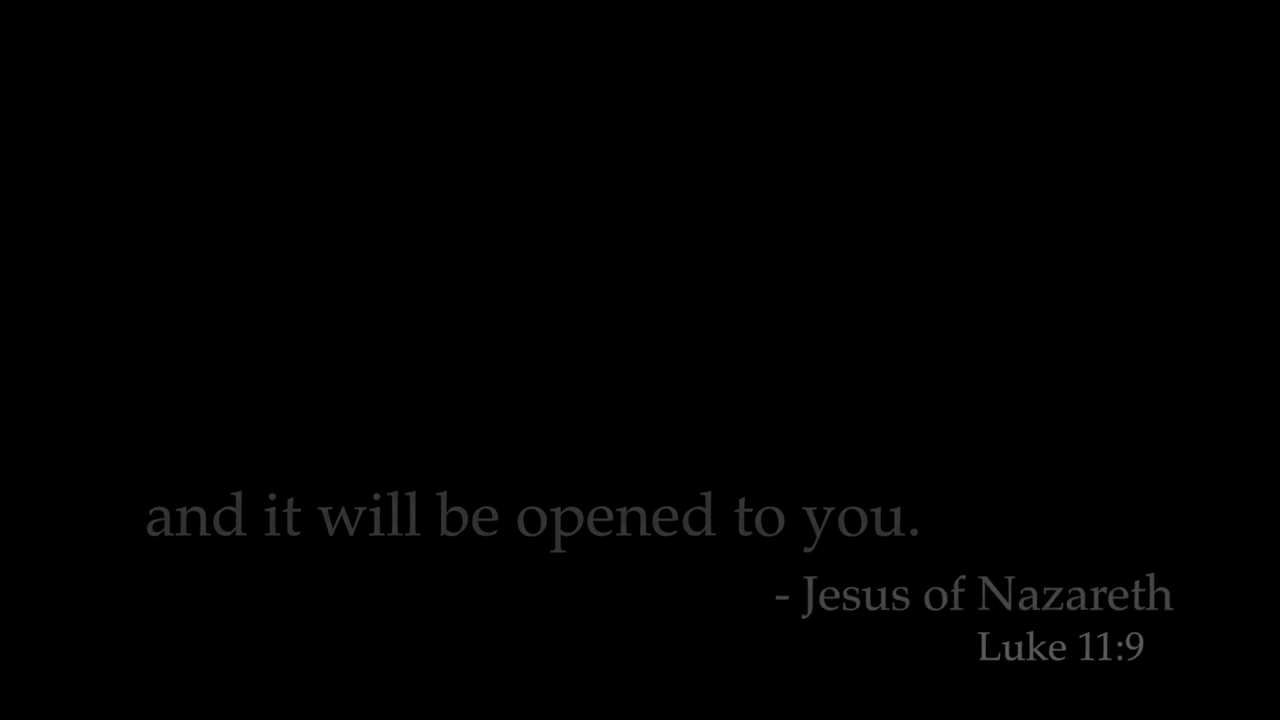 and it will be opened to you.
- Jesus of Nazareth
Luke 11:9